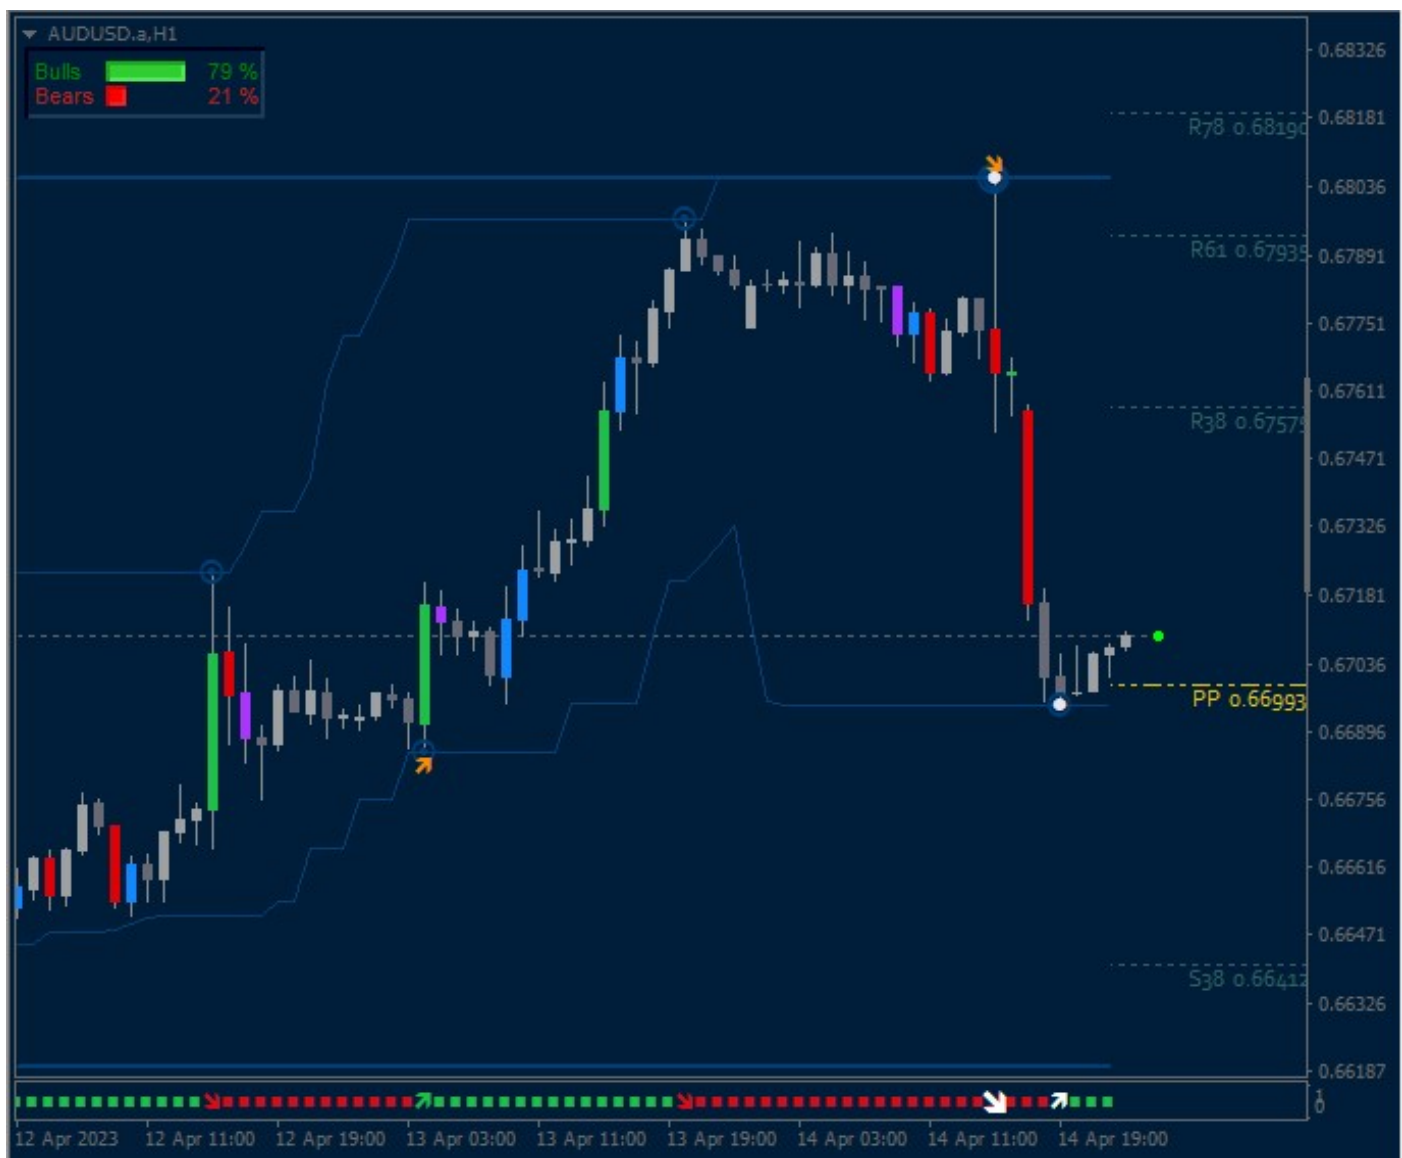 AUDUSD.a,H1
Bulls 79 %
Bears 21 %
0.68326
0.68181
R78 0.68190
0.68036
R61 0.67935
0.67891
0.67751
0.67611
R38 0.67575
0.67471
0.67326
0.67181
0.67036
PP 0.66993
0.66896
0.66756
0.66616
0.66471
S38 0.66412
0.66326
0.66187
1
0
12 Apr 2023 12 Apr 11:00 12 Apr 19:00 13 Apr 03:00 13 Apr 11:00 13 Apr 19:00 14 Apr 03:00 14 Apr 11:00 14 Apr 19:00